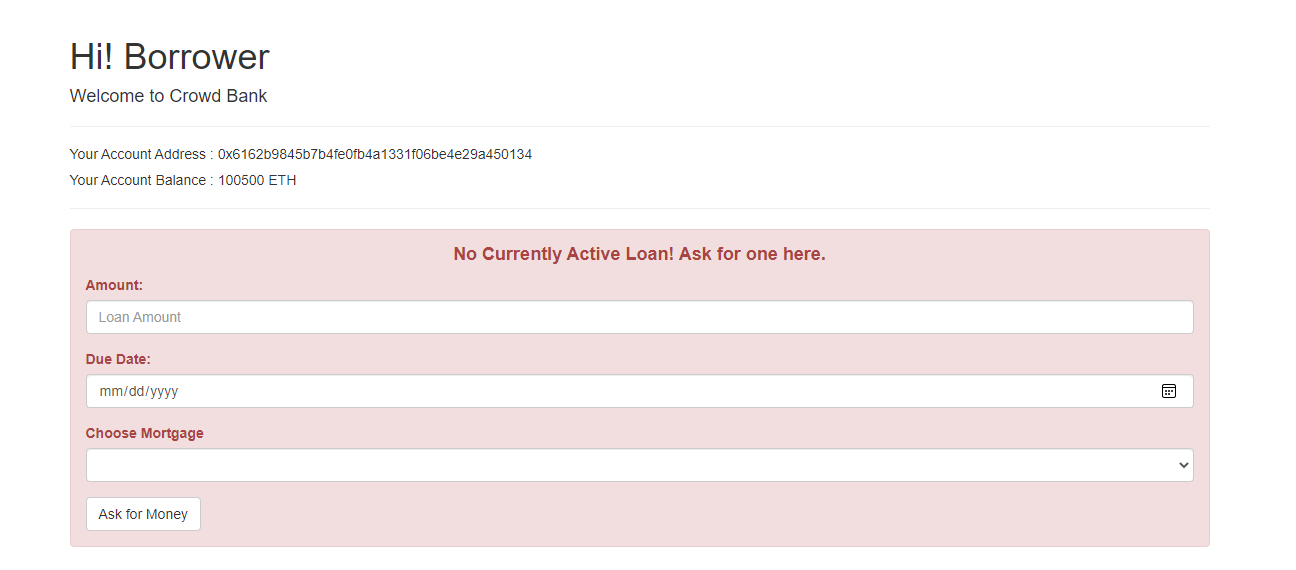 Hi! Borrower
Welcome to Crowd Bank
Your Account Address : 0x6162b9845b7b4fe0fb4a1331f06be4e29a450134
Your Account Balance : 100500 ETH
No Currently Active Loan! Ask for one here.
Amount:
Loan Amount
Due Date:
mm/dd/yyyy
Choose Mortgage
Ask for Money